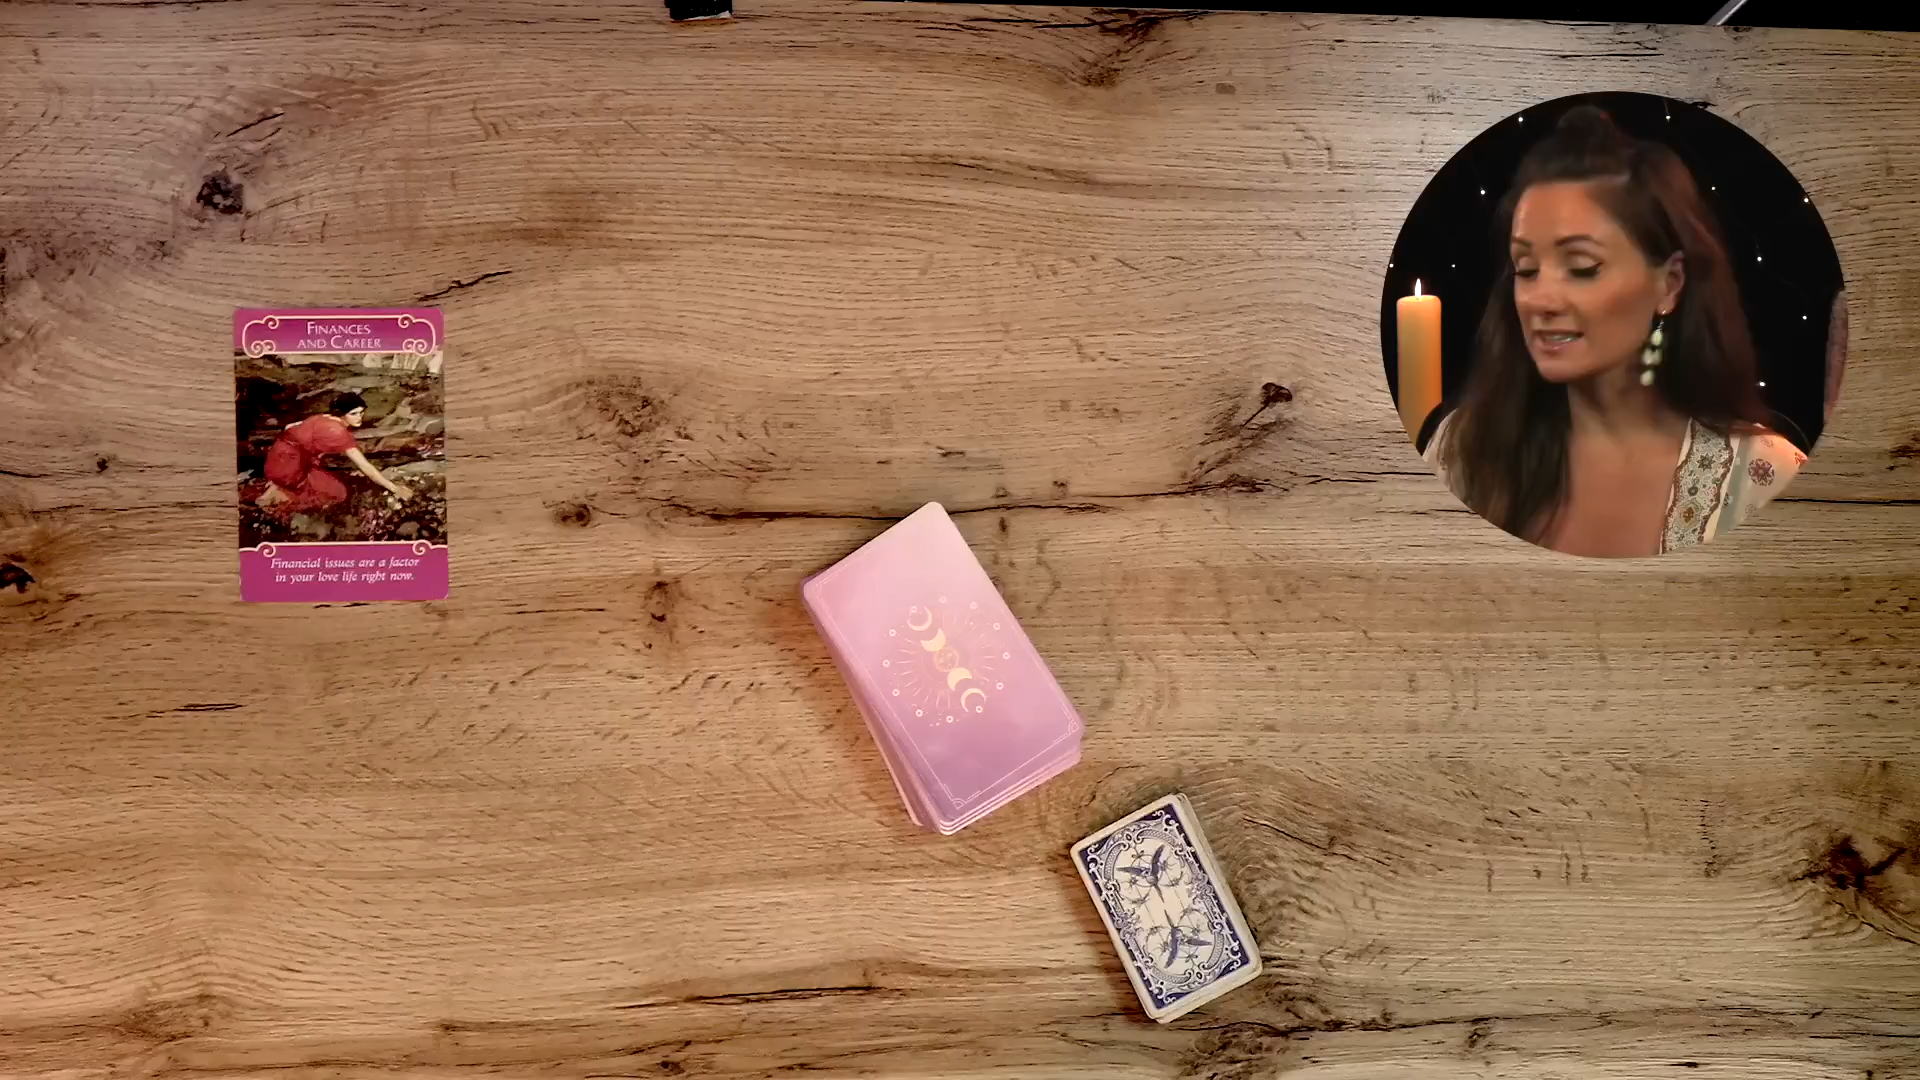 FINANCES
AND CAREER
Financial issues are a factor
in your love life right now.